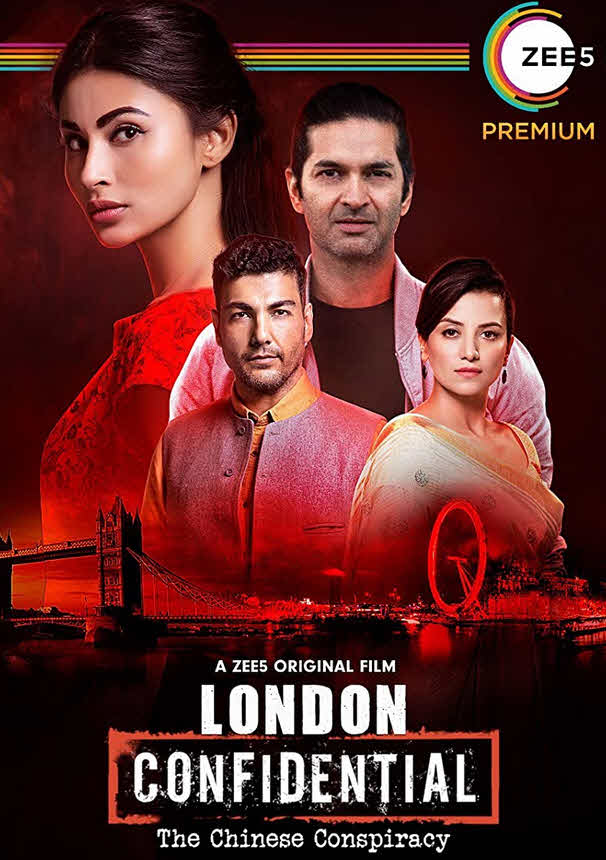 ZEE5
PREMIUM
A ZEE5 ORIGINAL FILM
LONDON
CONFIDENTIAL
The Chinese Conspiracy